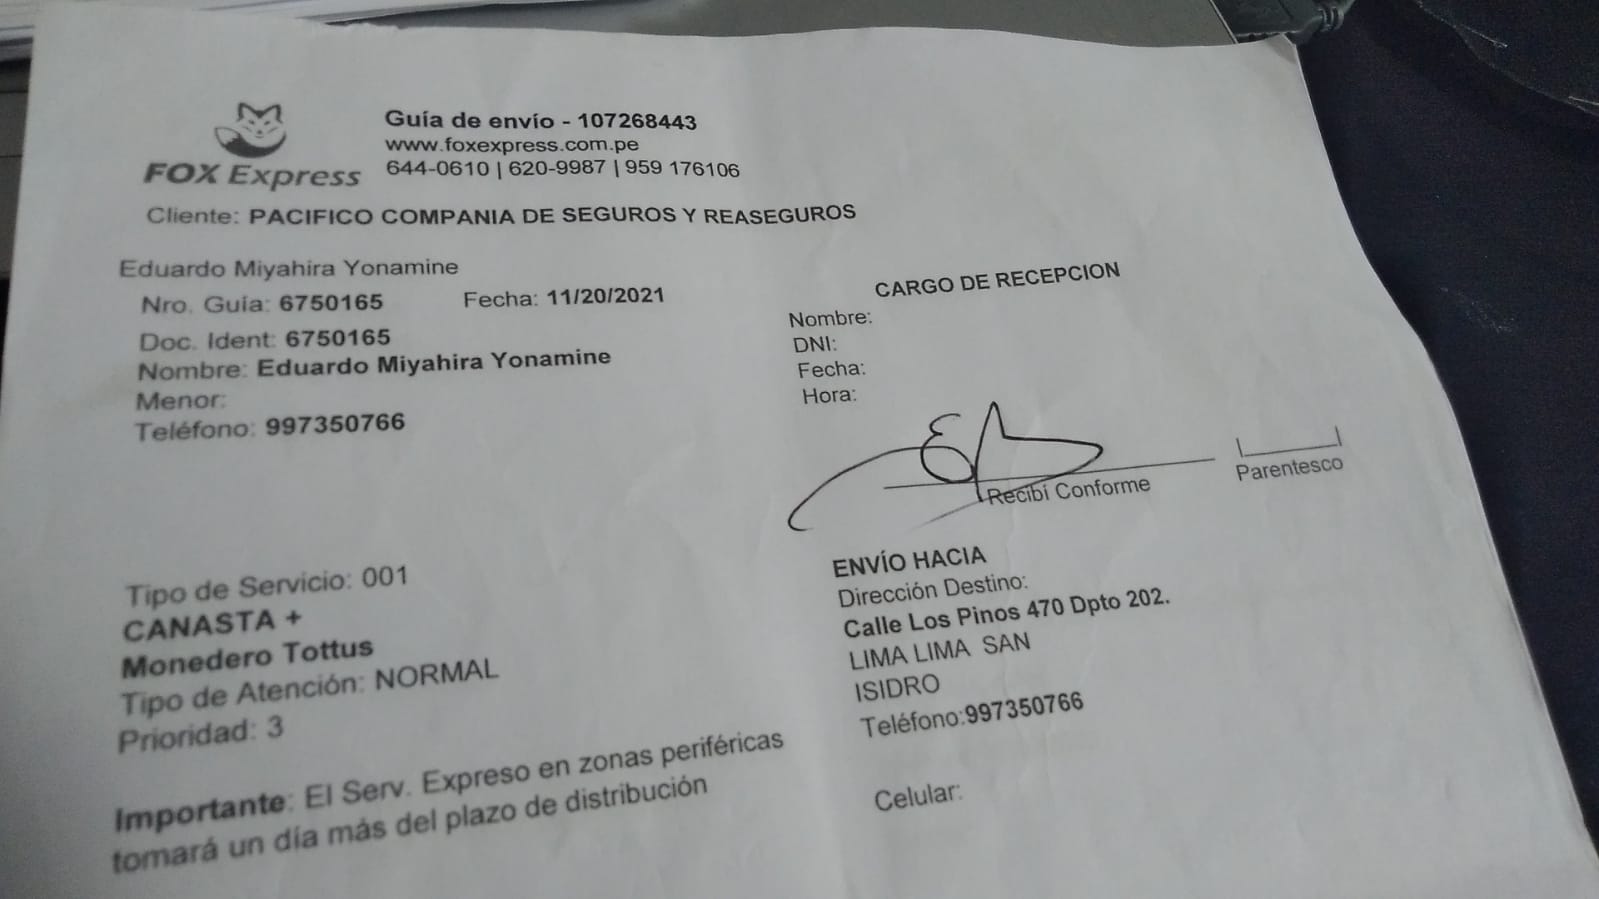 FOX Express
Guía de envío - 107268443
www.foxexpress.com.pe
644-0610 | 620-9987 | 959 176106
Cliente: PACIFICO COMPANIA DE SEGUROS Y REASEGUROS
Eduardo Miyahira Yonamine
Nro. Guía: 6750165 Fecha: 11/20/2021
Doc. Ident: 6750165
Nombre: Eduardo Miyahira Yonamine
Menor:
Teléfono: 997350766
CARGO DE RECEPCION
Nombre:
DNI:
Fecha:
Hora:
Recibí Conforme
Parentesco
Tipo de Servicio: 001
CANASTA +
Monedero Tottus
Tipo de Atención: NORMAL
Prioridad: 3
Importante: El Serv. Expreso en zonas periféricas
tomará un día más del plazo de distribución
ENVÍO HACIA
Dirección Destino:
Calle Los Pinos 470 Dpto 202.
LIMA LIMA SAN
ISIDRO
Teléfono:997350766
Celular: